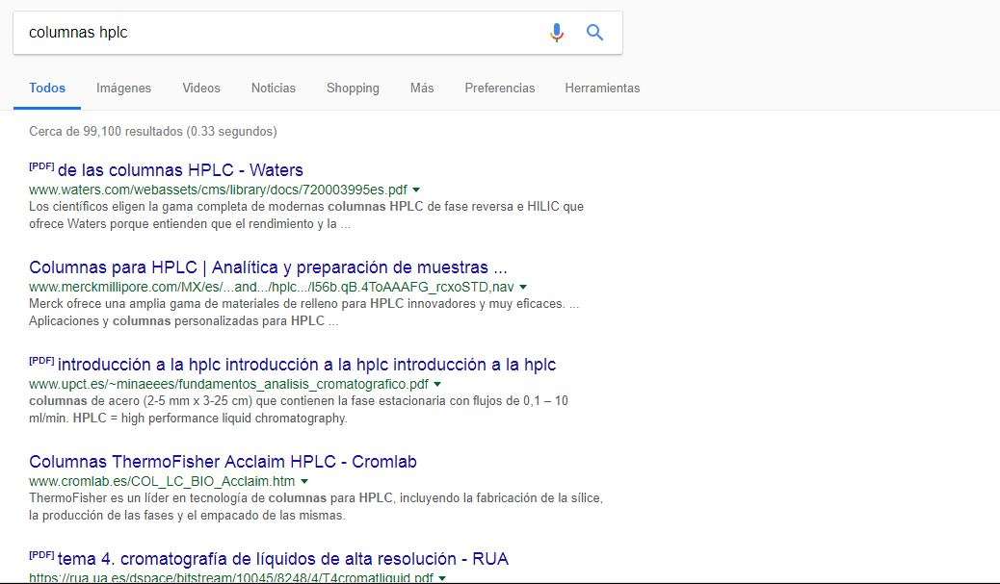 columnas hplc
Todos Imágenes Videos Noticias Shopping Más Preferencias Herramientas
Cerca de 99,100 resultados (0.33 segundos)
[PDF] de las columnas HPLC - Waters
www.waters.com/webassets/cms/library/docs/720003995es.pdf
Los científicos eligen la gama completa de modernas columnas HPLC de fase reversa e HILIC que
ofrece Waters porque entienden que el rendimiento y la ...
Columnas para HPLC | Analítica y preparación de muestras ...
www.merckmillipore.com/MX/es/...and.../hplc.../I56b.qB.4ToAAAFG_rcxoSTD,nav
Merck ofrece una amplia gama de materiales de relleno para HPLC innovadores y muy eficaces. ...
Aplicaciones y columnas personalizadas para HPLC ...
[PDF] introducción a la hplc introducción a la hplc introducción a la hplc
www.upct.es/~minaeees/fundamentos_analisis_cromatografico.pdf
columnas de acero (2-5 mm x 3-25 cm) que contienen la fase estacionaria con flujos de 0,1 – 10
ml/min. HPLC = high performance liquid chromatography.
Columnas ThermoFisher Acclaim HPLC - Cromlab
www.cromlab.es/COL_LC_BIO_Acclaim.htm
ThermoFisher es un líder en tecnología de columnas para HPLC, incluyendo la fabricación de la sílice,
la producción de las fases y el empacado de las mismas.
[PDF] tema 4. cromatografía de líquidos de alta resolución - RUA
https://rua.ua.es/dspace/bitstream/10045/8248/4/T4cromatliquid.pdf